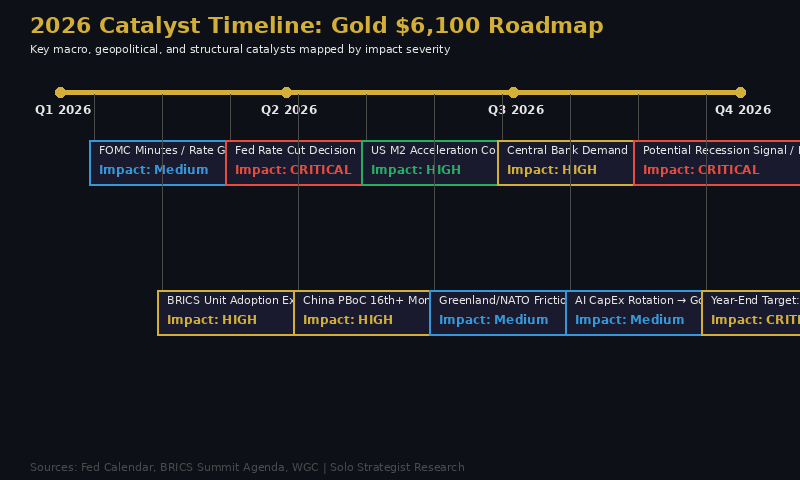 2026 Catalyst Timeline: Gold $6,100 Roadmap
Key macro, geopolitical, and structural catalysts mapped by impact severity
Q1 2026
Q2 2026
Q3 2026
Q4 2026
FOMC Minutes / Rate G
Impact: Medium
Fed Rate Cut Decision
Impact: CRITICAL
US M2 Acceleration Co
Impact: HIGH
Central Bank Demand
Impact: HIGH
Potential Recession Signal /
Impact: CRITICAL
BRICS Unit Adoption Ex
Impact: HIGH
China PBoC 16th+ Mon
Impact: HIGH
Greenland/NATO Frictio
Impact: Medium
AI CapEx Rotation → Go
Impact: Medium
Year-End Target:
Impact: CRITI
Sources: Fed Calendar, BRICS Summit Agenda, WGC | Solo Strategist Research